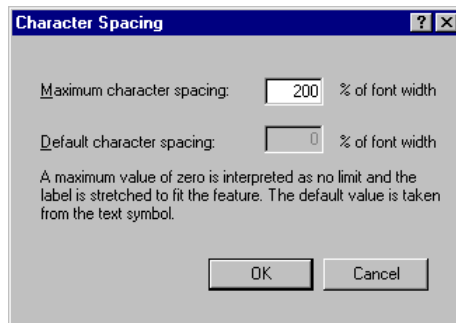 Character Spacing
Maximum character spacing: 200 % of font width
Default character spacing: 0 % of font width
A maximum value of zero is interpreted as no limit and the
label is stretched to fit the feature. The default value is taken
from the text symbol.
OK Cancel